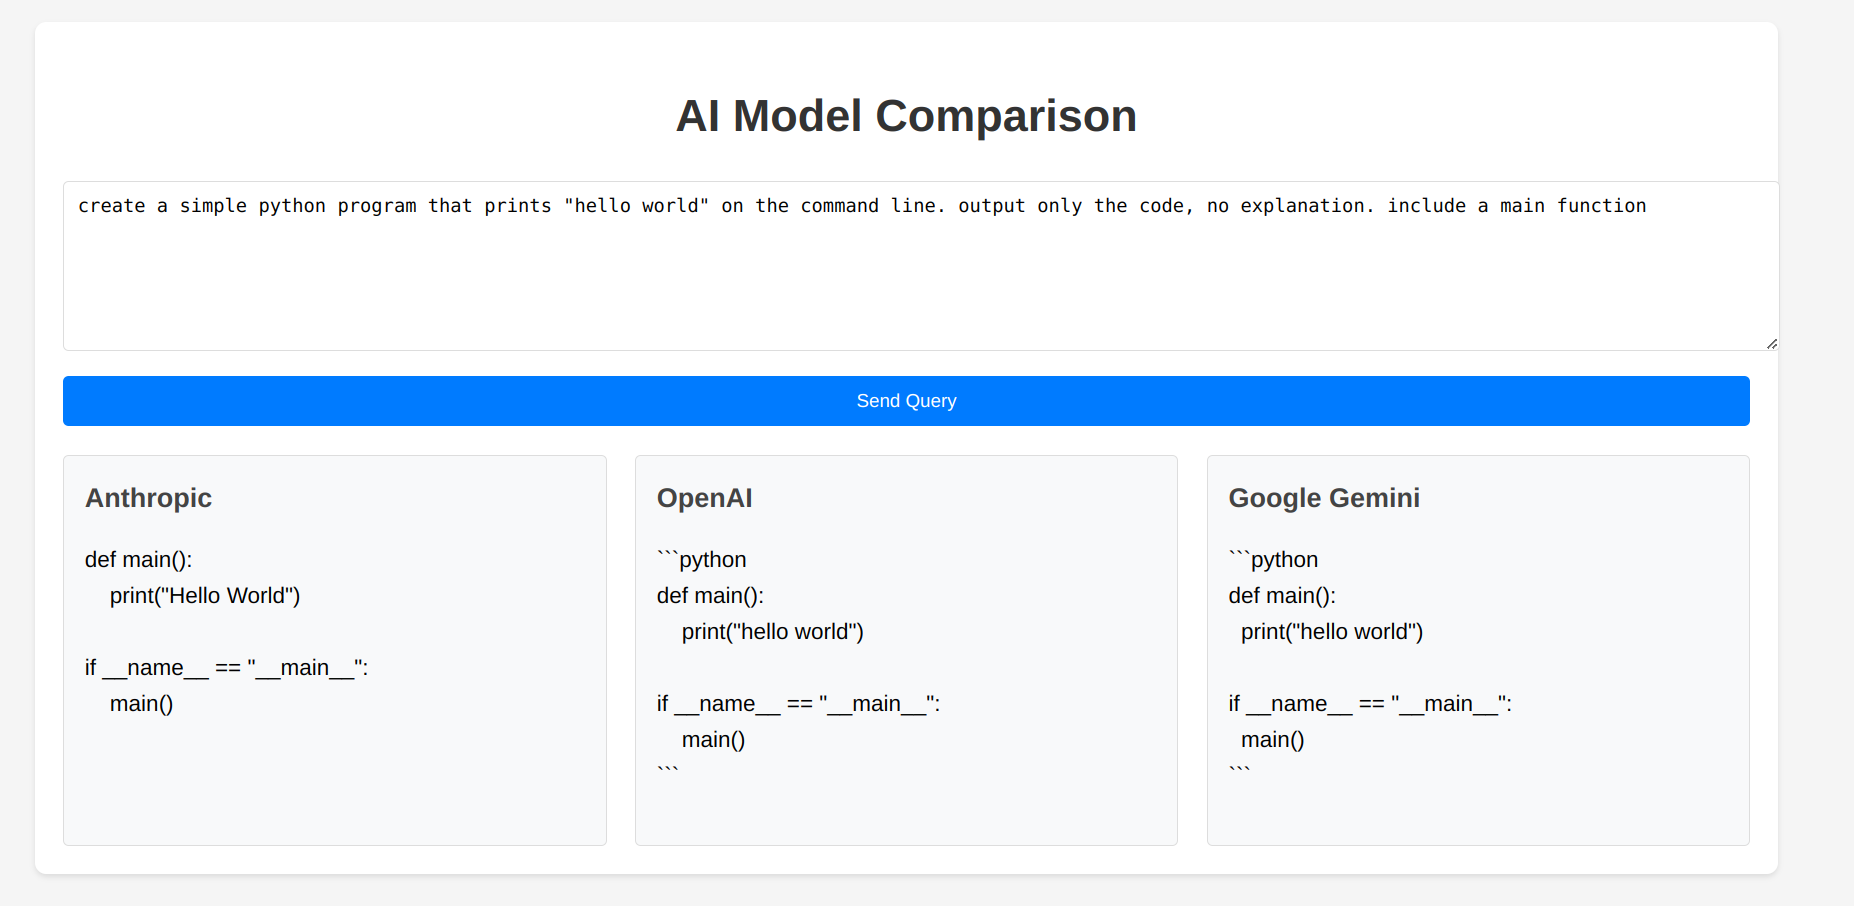 AI Model Comparison
create a simple python program that prints "hello world" on the command line. output only the code, no explanation. include a main function
Send Query
Anthropic
def main():
    print("Hello World")

if __name__ == "__main__":
    main()
OpenAI
```python
def main():
    print("hello world")

if __name__ == "__main__":
    main()
```
Google Gemini
```python
def main():
  print("hello world")

if __name__ == "__main__":
  main()
```